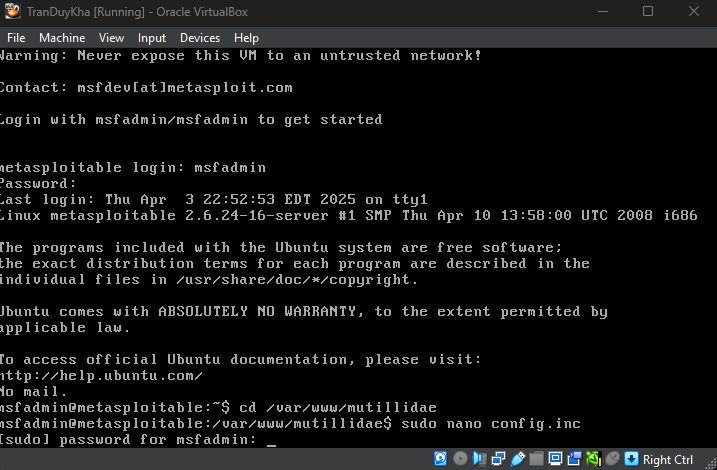 TranDuyKha [Running] - Oracle VirtualBox
File Machine View Input Devices Help
Warning: Never expose this VM to an untrusted network!
Contact: msfdev[at]metasploit.com
Login with msfadmin/msfadmin to get started
metasploitable login: msfadmin
Password:
Last login: Thu Apr  3 22:52:53 EDT 2025 on tty1
Linux metasploitable 2.6.24-16-server #1 SMP Thu Apr 10 13:58:00 UTC 2008 i686
The programs included with the Ubuntu system are free software;
the exact distribution terms for each program are described in the
individual files in /usr/share/doc/*/copyright.
Ubuntu comes with ABSOLUTELY NO WARRANTY, to the extent permitted by
applicable law.
To access official Ubuntu documentation, please visit:
http://help.ubuntu.com/
No mail.
msfadmin@metasploitable:~$ cd /var/www/mutillidae
msfadmin@metasploitable:/var/www/mutillidae$ sudo nano config.inc
[sudo] password for msfadmin: _
Right Ctrl